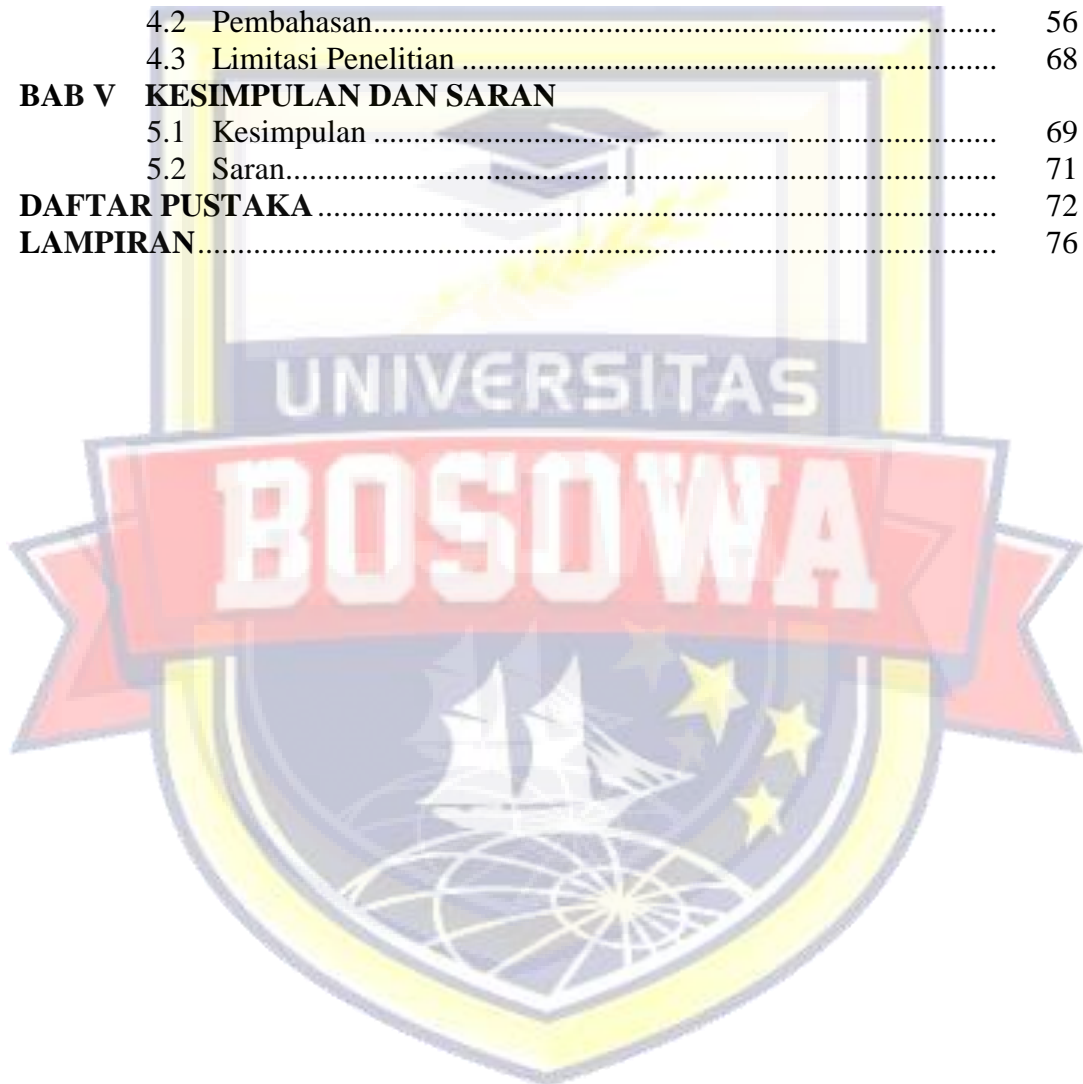 4.2 Pembahasan............................................................................ 56
4.3 Limitasi Penelitian ................................................................. 68
BAB V KESIMPULAN DAN SARAN
5.1 Kesimpulan ............................................................................ 69
5.2 Saran....................................................................................... 71
DAFTAR PUSTAKA ................................................................................... 72
LAMPIRAN.................................................................................................. 76
UNIVERSITAS
BOSOWA